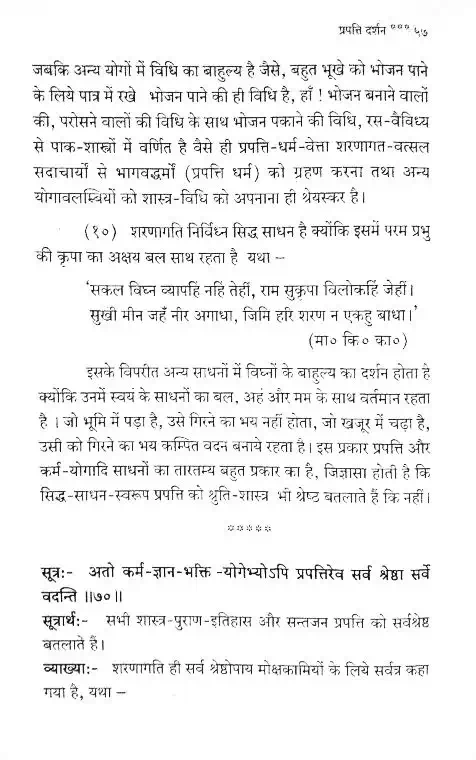 प्रपत्ति दर्शन *** ५७
जबकि अन्य योगों में विधि का बाहुल्य है जैसे, बहुत भूखे को भोजन पाने
के लिये पात्र में रखे भोजन पाने की ही विधि है, हाँ ! भोजन बनाने वालों
की, परोसने वालों की विधि के साथ भोजन पकाने की विधि, रस-वैविध्य
से पाक-शास्त्रों में वर्णित है वैसे ही प्रपत्ति-धर्म-वेत्ता शरणागत-वत्सल
सदाचार्यों से भागवद्धर्मों (प्रपत्ति धर्म) को ग्रहण करना तथा अन्य
योगावलम्वियों को शास्त्र-विधि को अपनाना ही श्रेयस्कर है।
(१०) शरणागति निर्विघ्न सिद्ध साधन है क्योंकि इसमें परम प्रभु
की कृपा का अक्षय बल साथ रहता है यथा –
'सकल विघ्न व्यापहिं नहिं तेहीं, राम सुकृपा विलोकहिं जेहीं।
सुखी मीन जहँ नीर अगाधा, जिमि हरि शरण न एकहु बाधा।'
(मा० कि० का०)
इसके विपरीत अन्य साधनों में विघ्नों के बाहुल्य का दर्शन होता है
क्योंकि उनमें स्वयं के साधनों का बल, अहं और मम के साथ वर्तमान रहता
है । जो भूमि में पड़ा है, उसे गिरने का भय नहीं होता, जो खजूर में चढ़ा है,
उसी को गिरने का भय कम्पित वदन बनाये रहता है। इस प्रकार प्रपत्ति और
कर्म-योगादि साधनों का तारतम्य बहुत प्रकार का है, जिज्ञासा होती है कि
सिद्ध-साधन-स्वरूप प्रपत्ति को श्रुति-शास्त्र भी श्रेष्ठ बतलाते हैं कि नहीं।
*****
सूत्र:- अतो कर्म-ज्ञान-भक्ति -योगेभ्योऽपि प्रपत्तिरेव सर्व श्रेष्ठा सर्वे
वदन्ति ॥७०॥
सूत्रार्थ:- सभी शास्त्र-पुराण-इतिहास और सन्तजन प्रपत्ति को सर्वश्रेष्ठ
बतलाते हैं।
व्याख्या:- शरणागति ही सर्व श्रेष्ठोपाय मोक्षकामियों के लिये सर्वत्र कहा
गया है, यथा –